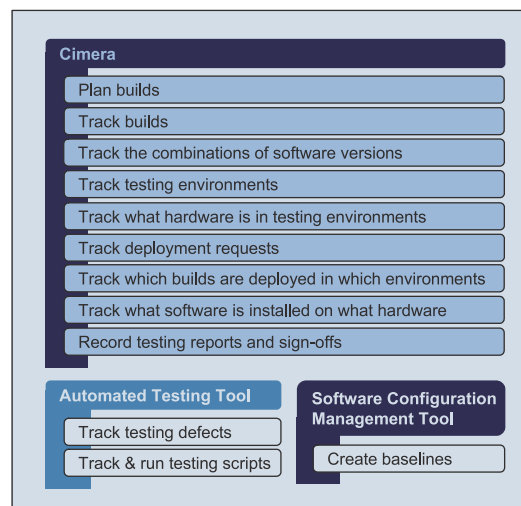 Cimera
Plan builds
Track builds
Track the combinations of software versions
Track testing environments
Track what hardware is in testing environments
Track deployment requests
Track which builds are deployed in which environments
Track what software is installed on what hardware
Record testing reports and sign-offs
Automated Testing Tool
Track testing defects
Track & run testing scripts
Software Configuration
Management Tool
Create baselines